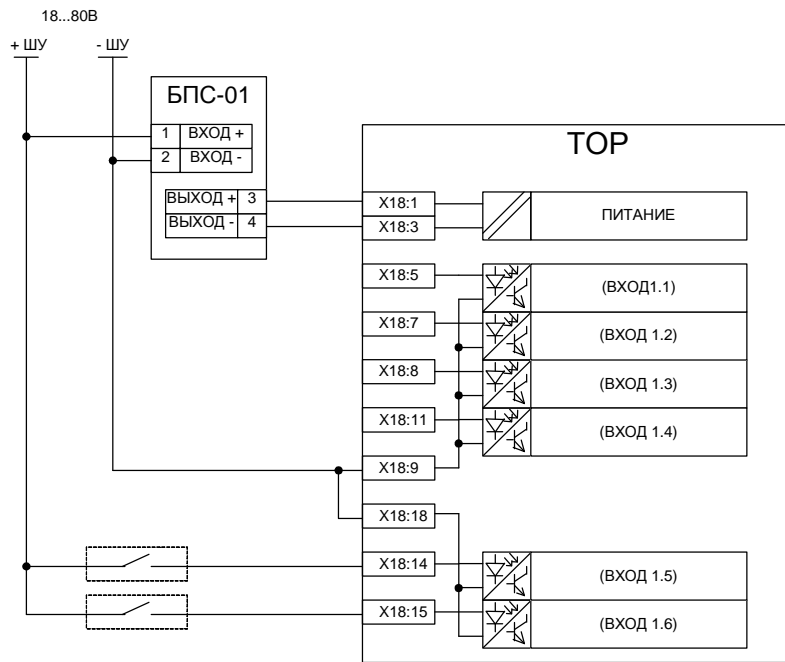 18...80В
+ ШУ
- ШУ
БПС-01
1 ВХОД +
2 ВХОД -
ВЫХОД + 3
ВЫХОД - 4
ТОР
X18:1
X18:3
ПИТАНИЕ
X18:5
(ВХОД1.1)
X18:7
(ВХОД 1.2)
X18:8
(ВХОД 1.3)
X18:11
(ВХОД 1.4)
X18:9
X18:18
X18:14
(ВХОД 1.5)
X18:15
(ВХОД 1.6)